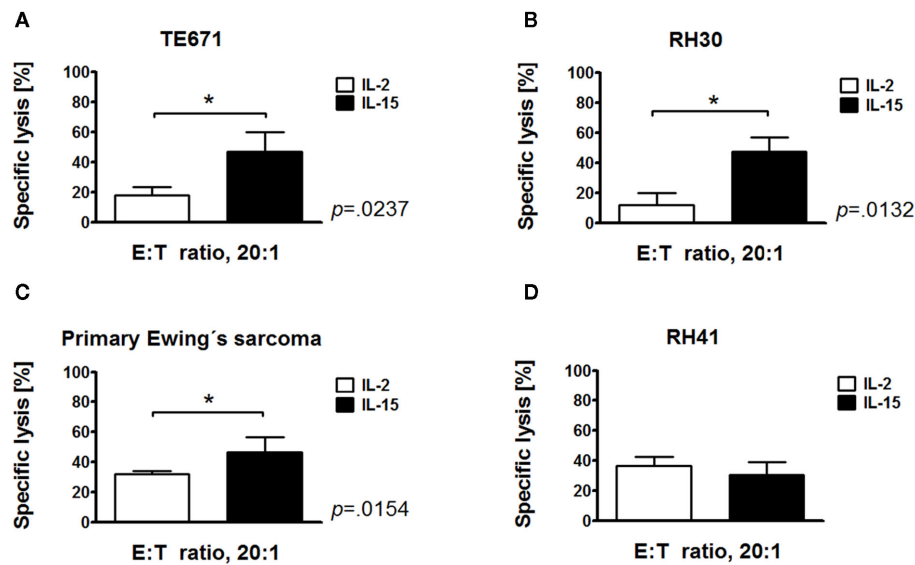 A
TE671
Specific lysis [%]
100
80
60
40
20
0
*
IL-2
IL-15
p=.0237
E:T ratio, 20:1
B
RH30
Specific lysis [%]
100
80
60
40
20
0
*
IL-2
IL-15
p=.0132
E:T ratio, 20:1
C
Primary Ewing´s sarcoma
Specific lysis [%]
100
80
60
40
20
0
*
IL-2
IL-15
p=.0154
E:T ratio, 20:1
D
RH41
Specific lysis [%]
100
80
60
40
20
0
IL-2
IL-15
E:T ratio, 20:1